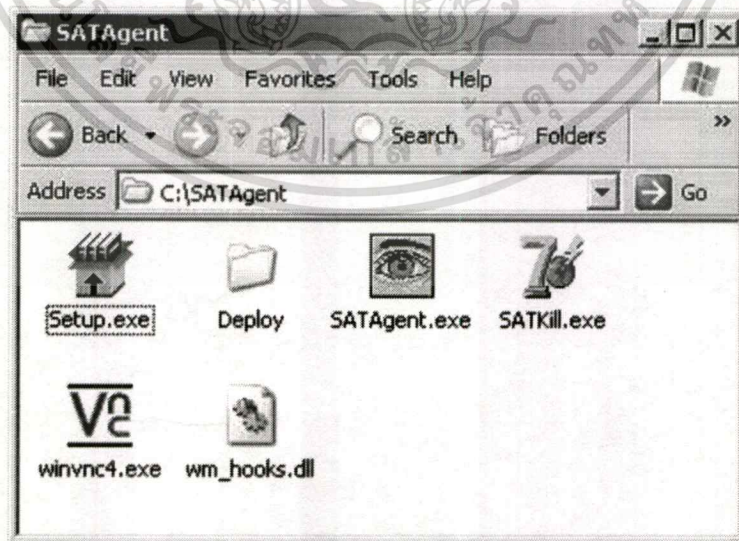 SATAgent
File Edit View Favorites Tools Help
Back Search Folders »
Address C:\SATAgent Go
Setup.exe Deploy SATAgent.exe SATKill.exe
winvnc4.exe wm_hooks.dll